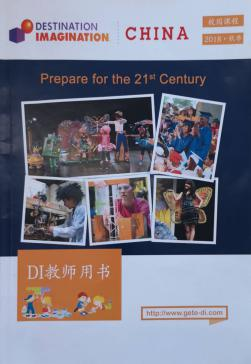 DESTINATION
IMAGINATION
CHINA
校园课程
2018·秋季
Prepare for the 21st Century
DI教师用书
http://www.gete-di.com